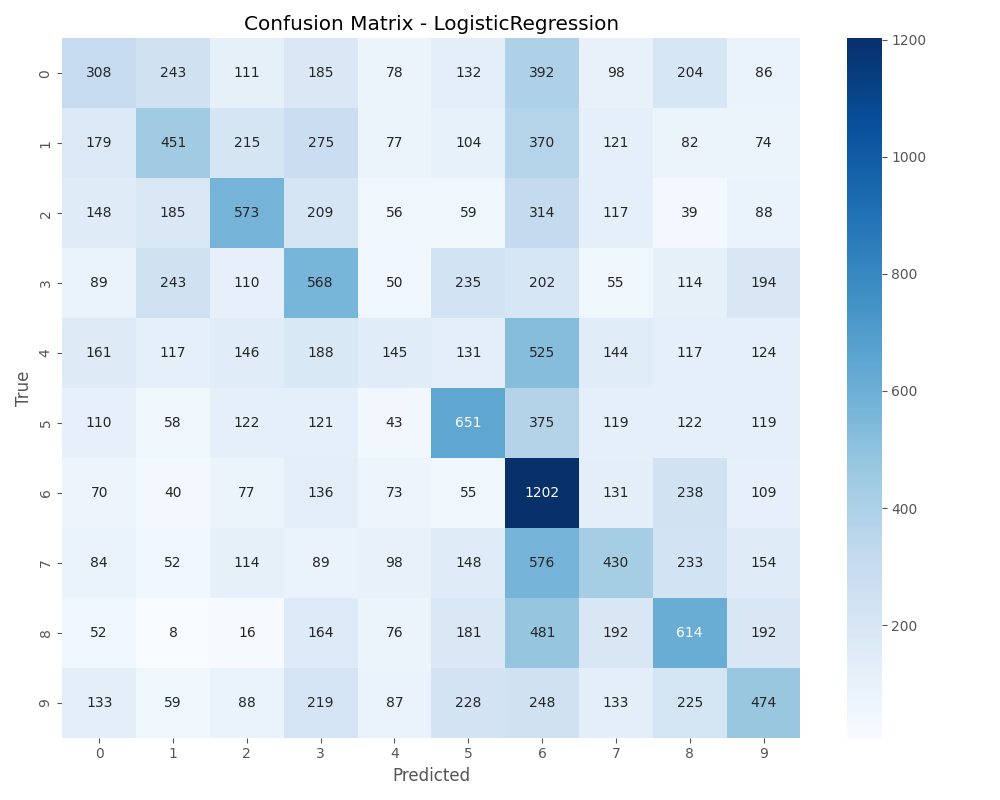 Confusion Matrix - LogisticRegression
0 308 243 111 185 78 132 392 98 204 86
1 179 451 215 275 77 104 370 121 82 74
2 148 185 573 209 56 59 314 117 39 88
3 89 243 110 568 50 235 202 55 114 194
4 161 117 146 188 145 131 525 144 117 124
5 110 58 122 121 43 651 375 119 122 119
6 70 40 77 136 73 55 1202 131 238 109
7 84 52 114 89 98 148 576 430 233 154
8 52 8 16 164 76 181 481 192 614 192
9 133 59 88 219 87 228 248 133 225 474
0 1 2 3 4 5 6 7 8 9
Predicted
True
1200
1000
800
600
400
200